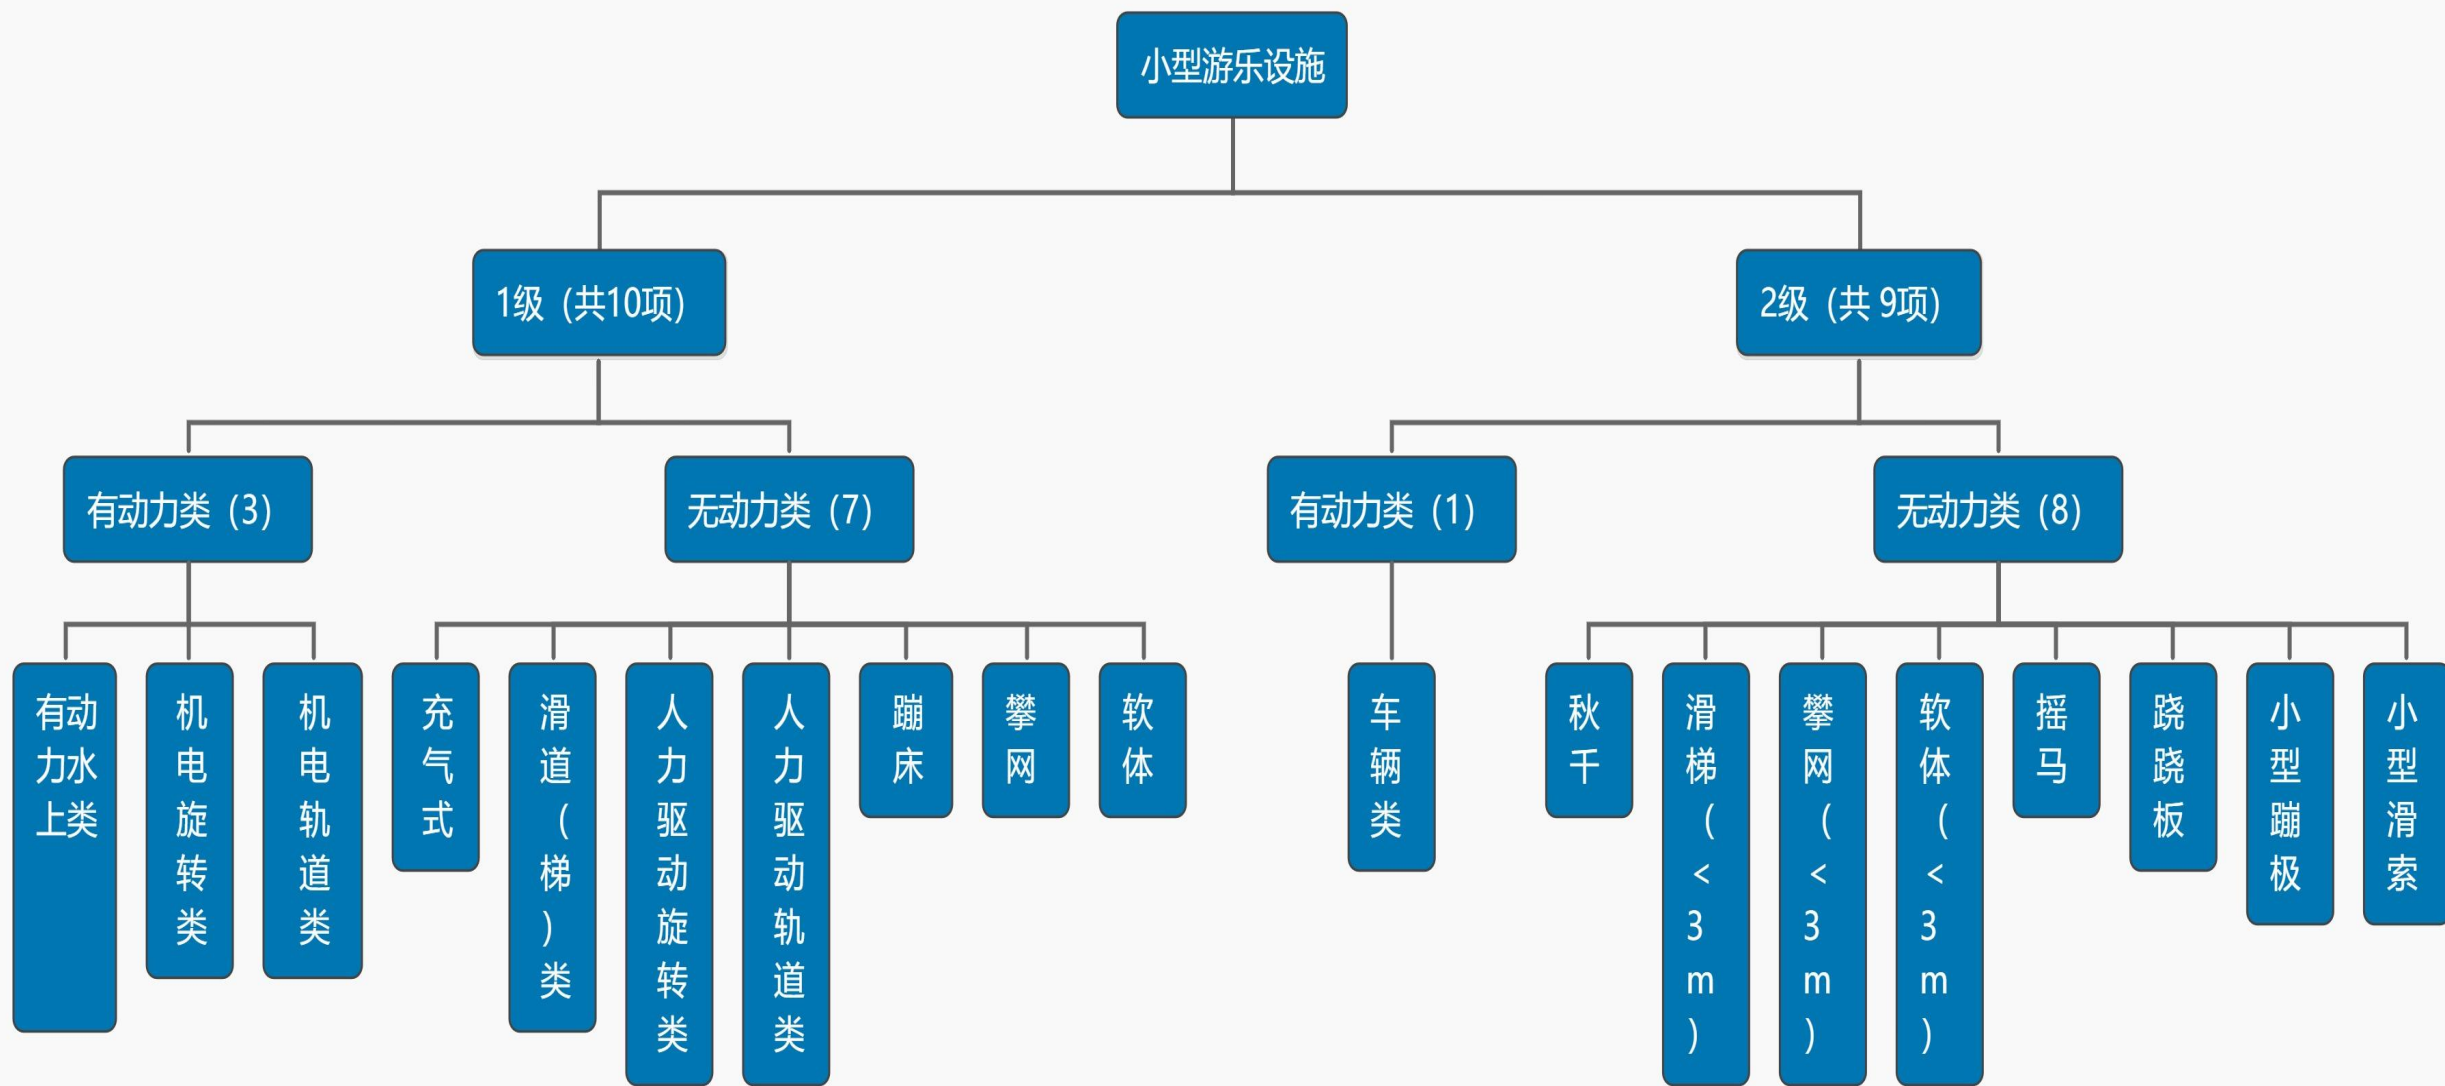 小型游乐设施
1级（共10项）
2级（共 9项）
有动力类（3）
无动力类（7）
有动力类（1）
无动力类（8）
有动力水上类
机电旋转类
机电轨道类
充气式
滑道（梯）类
人力驱动旋转类
人力驱动轨道类
蹦床
攀网
软体
车辆类
秋千
滑梯（<3m）
攀网（<3m）
软体（<3m）
摇马
跷跷板
小型蹦极
小型滑索